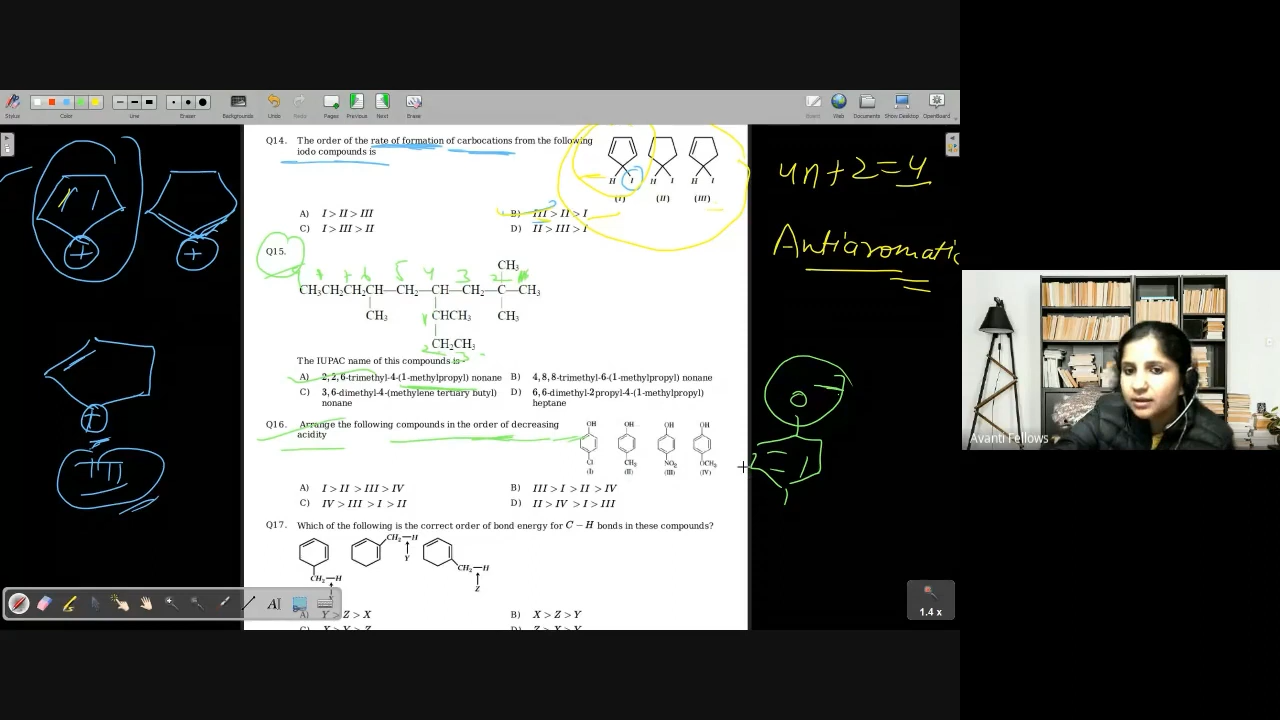 Stylus
Color
Line
Eraser
Backgrounds
Undo
Redo
Pages
Previous
Next
Erase
Board
Web
Documents
Show Desktop
OpenBoard
Q14. The order of the rate of formation of carbocations from the following
iodo compounds is
H I H I H I
(I) (II) (III)
A) I > II > III B) III > II > I
C) I > III > II D) II > III > I
4n+2=4
Antiaromatic
Q15.
5 4 3 2
CH₃
CH₃CH₂CH₂CH—CH₂—CH—CH₂—C—CH₃
CH₃ CHCH₃ CH₃
CH₂CH₃
The IUPAC name of this compounds is
A) 2, 2, 6-trimethyl-4-(1-methylpropyl) nonane B) 4, 8, 8-trimethyl-6-(1-methylpropyl) nonane
C) 3, 6-dimethyl-4-(methylene tertiary butyl) D) 6, 6-dimethyl-2propyl-4-(1-methylpropyl)
nonane heptane
Q16. Arrange the following compounds in the order of decreasing
acidity
OH OH OH OH
Cl CH₃ NO₂ OCH₃
(I) (II) (III) (IV)
A) I > II > III > IV B) III > I > II > IV
C) IV > III > I > II D) II > IV > I > III
III
Q17. Which of the following is the correct order of bond energy for C − H bonds in these compounds?
CH₂—H
Y
CH₂—H
Z
CH₂—H
A) Y > Z > X B) X > Z > Y
C) X > Y > Z D) Z > X > Y
1.4 x
Avanti Fellows